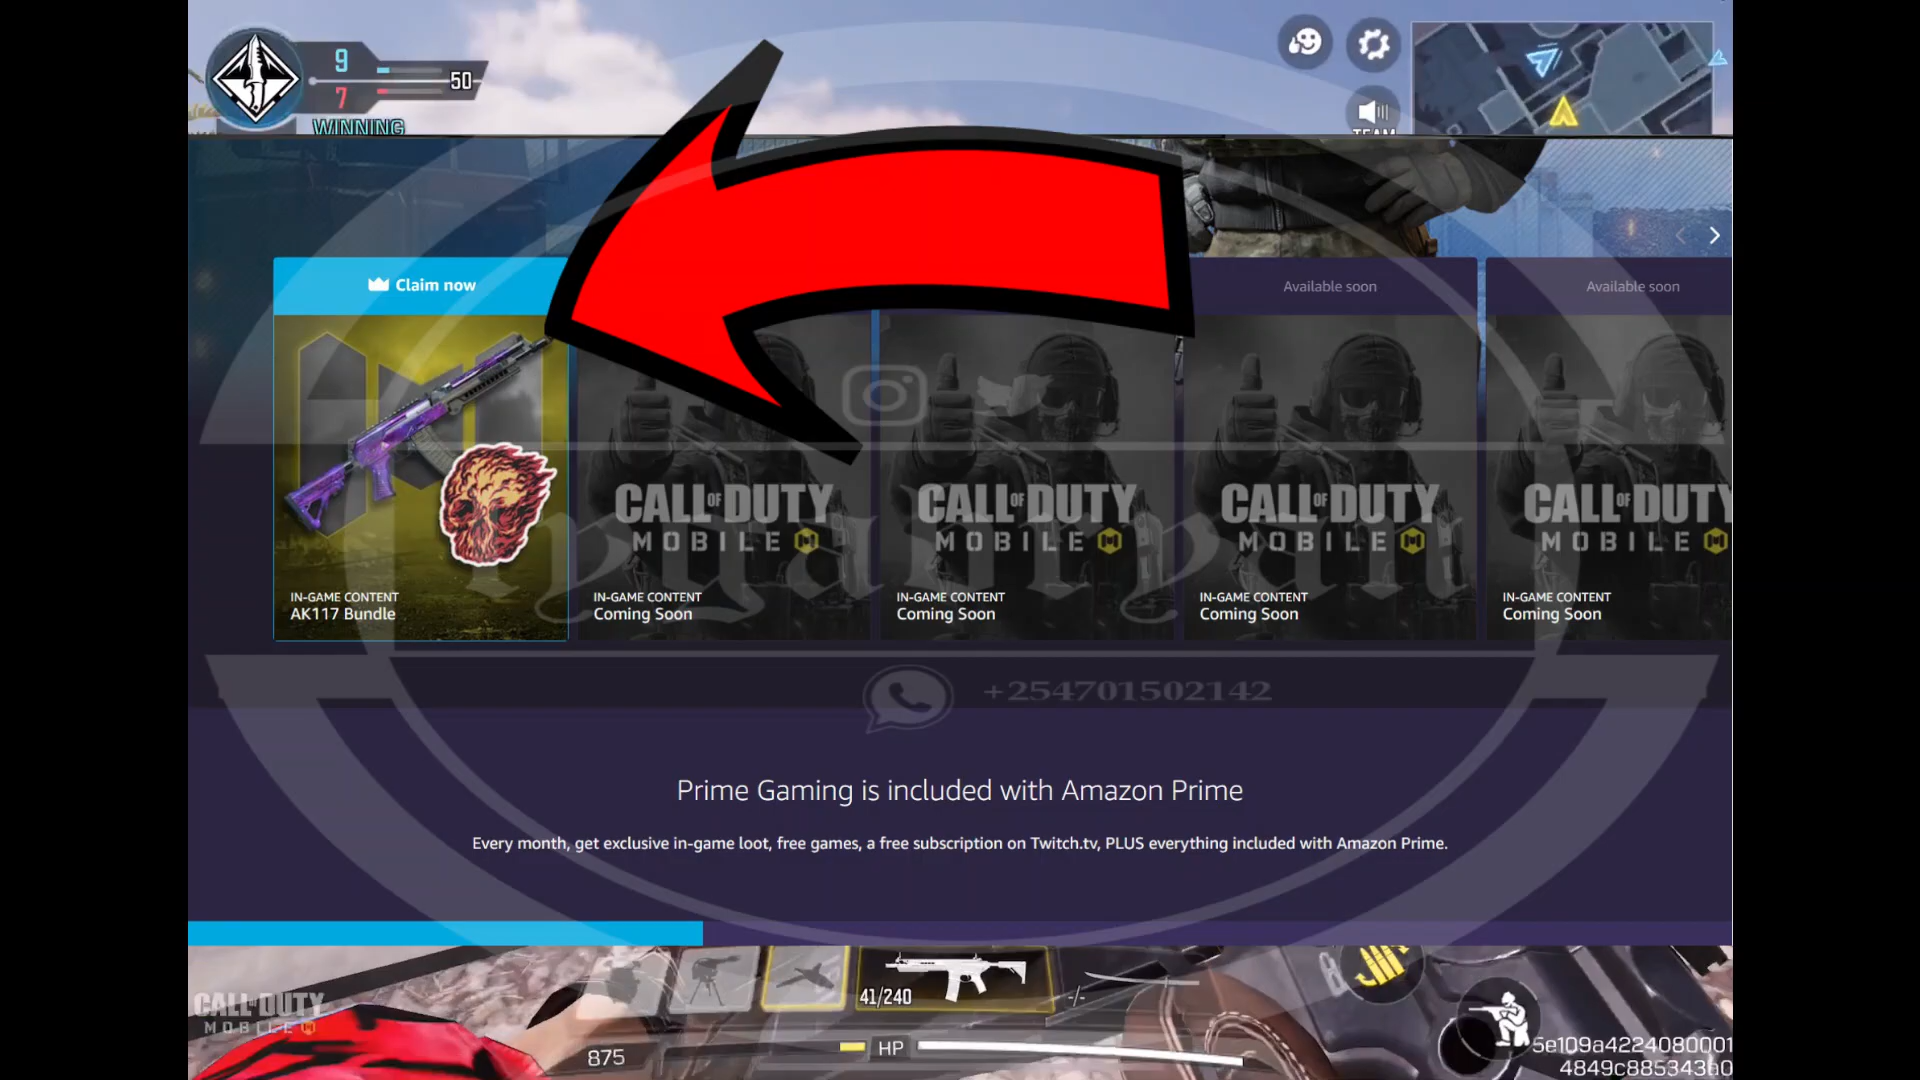 9
7
50
WINNING
TEAM
Claim now
Available soon
Available soon
CALL OF DUTY
MOBILE
CALL OF DUTY
MOBILE
CALL OF DUTY
MOBILE
CALL OF DUTY
MOBILE
IN-GAME CONTENT
AK117 Bundle
IN-GAME CONTENT
Coming Soon
IN-GAME CONTENT
Coming Soon
IN-GAME CONTENT
Coming Soon
IN-GAME CONTENT
Coming Soon
+254701502142
Prime Gaming is included with Amazon Prime
Every month, get exclusive in-game loot, free games, a free subscription on Twitch.tv, PLUS everything included with Amazon Prime.
41/240
-/-
CALL OF DUTY
MOBILE
875
HP
5e109a4224080001
4849c885343h0